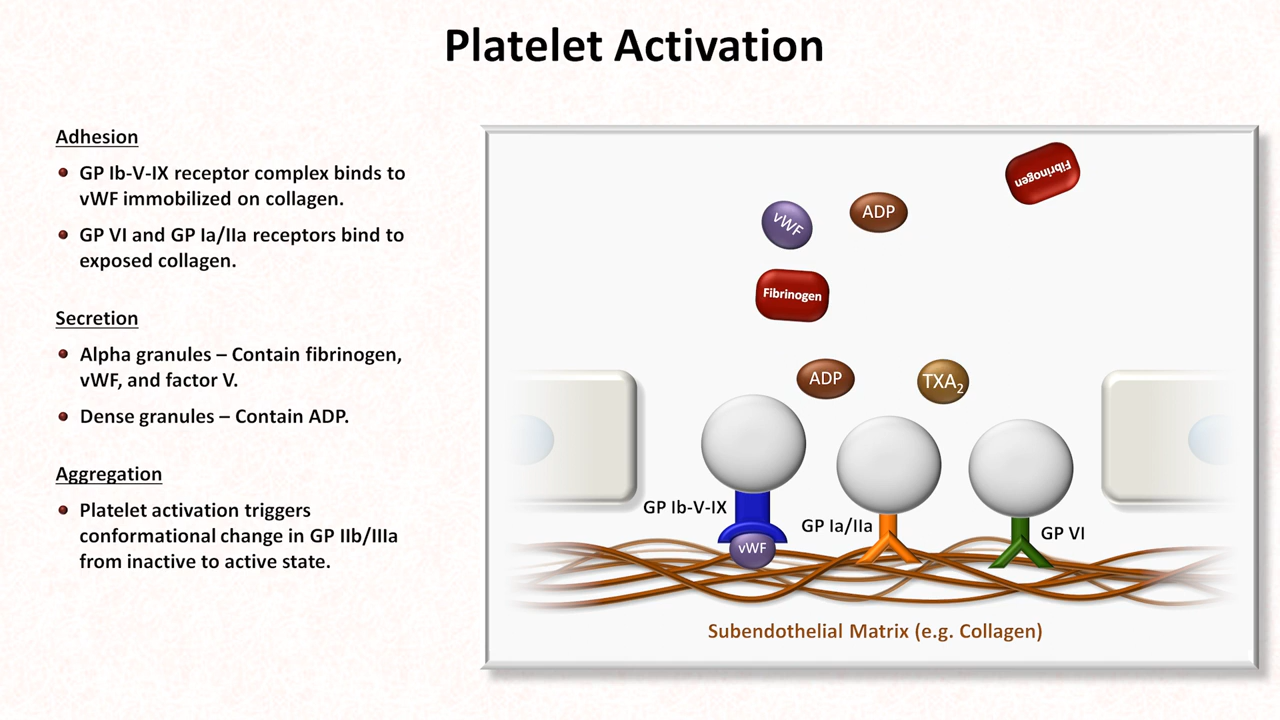 Platelet Activation
Adhesion
GP Ib-V-IX receptor complex binds to
vWF immobilized on collagen.
GP VI and GP Ia/IIa receptors bind to
exposed collagen.
Secretion
Alpha granules – Contain fibrinogen,
vWF, and factor V.
Dense granules – Contain ADP.
Aggregation
Platelet activation triggers
conformational change in GP IIb/IIIa
from inactive to active state.
Fibrinogen
vWF
ADP
Fibrinogen
ADP
TXA₂
GP Ib-V-IX
GP Ia/IIa
GP VI
vWF
Subendothelial Matrix (e.g. Collagen)